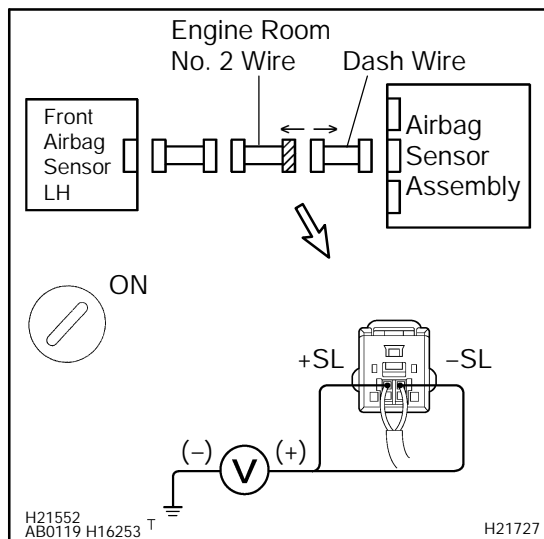 Engine Room
No. 2 Wire
Dash Wire
Front
Airbag
Sensor
LH
Airbag
Sensor
Assembly
ON
+SL
−SL
(−)
V
(+)
H21552
AB0119 H16253 T
H21727